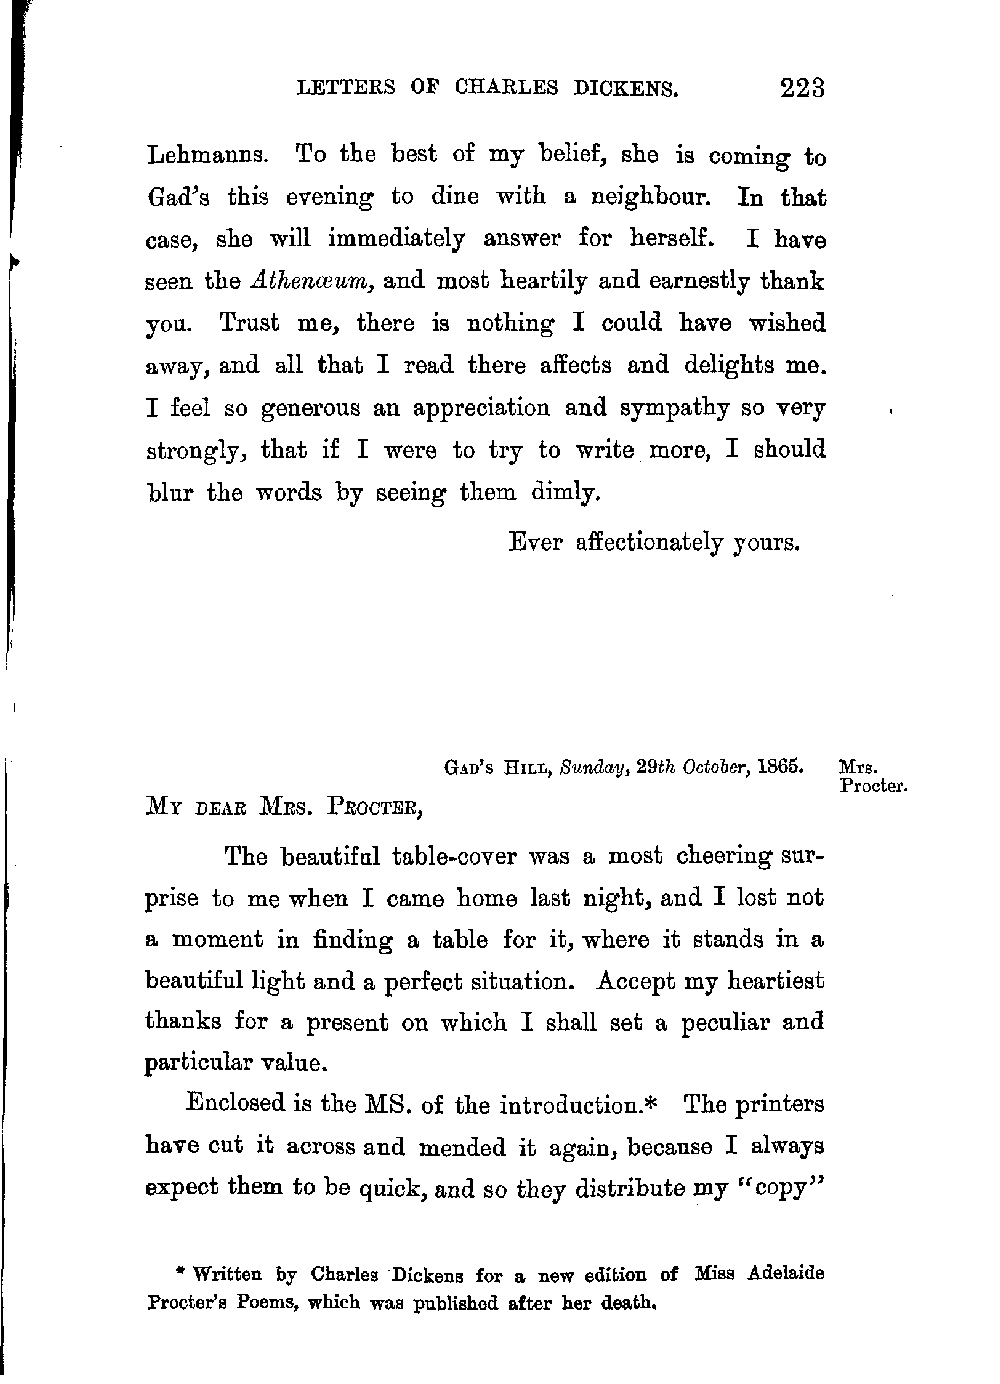 LETTERS OF CHARLES DICKENS. 223
Lehmanns. To the best of my belief, she is coming to
Gad's this evening to dine with a neighbour. In that
case, she will immediately answer for herself. I have
seen the Athenæum, and most heartily and earnestly thank
you. Trust me, there is nothing I could have wished
away, and all that I read there affects and delights me.
I feel so generous an appreciation and sympathy so very
strongly, that if I were to try to write more, I should
blur the words by seeing them dimly.
Ever affectionately yours.
GAD'S HILL, Sunday, 29th October, 1865.
Mrs.
Procter.
MY DEAR MRS. PROCTER,
The beautiful table-cover was a most cheering sur-
prise to me when I came home last night, and I lost not
a moment in finding a table for it, where it stands in a
beautiful light and a perfect situation. Accept my heartiest
thanks for a present on which I shall set a peculiar and
particular value.
Enclosed is the MS. of the introduction.* The printers
have cut it across and mended it again, because I always
expect them to be quick, and so they distribute my "copy"
* Written by Charles Dickens for a new edition of Miss Adelaide
Procter's Poems, which was published after her death.